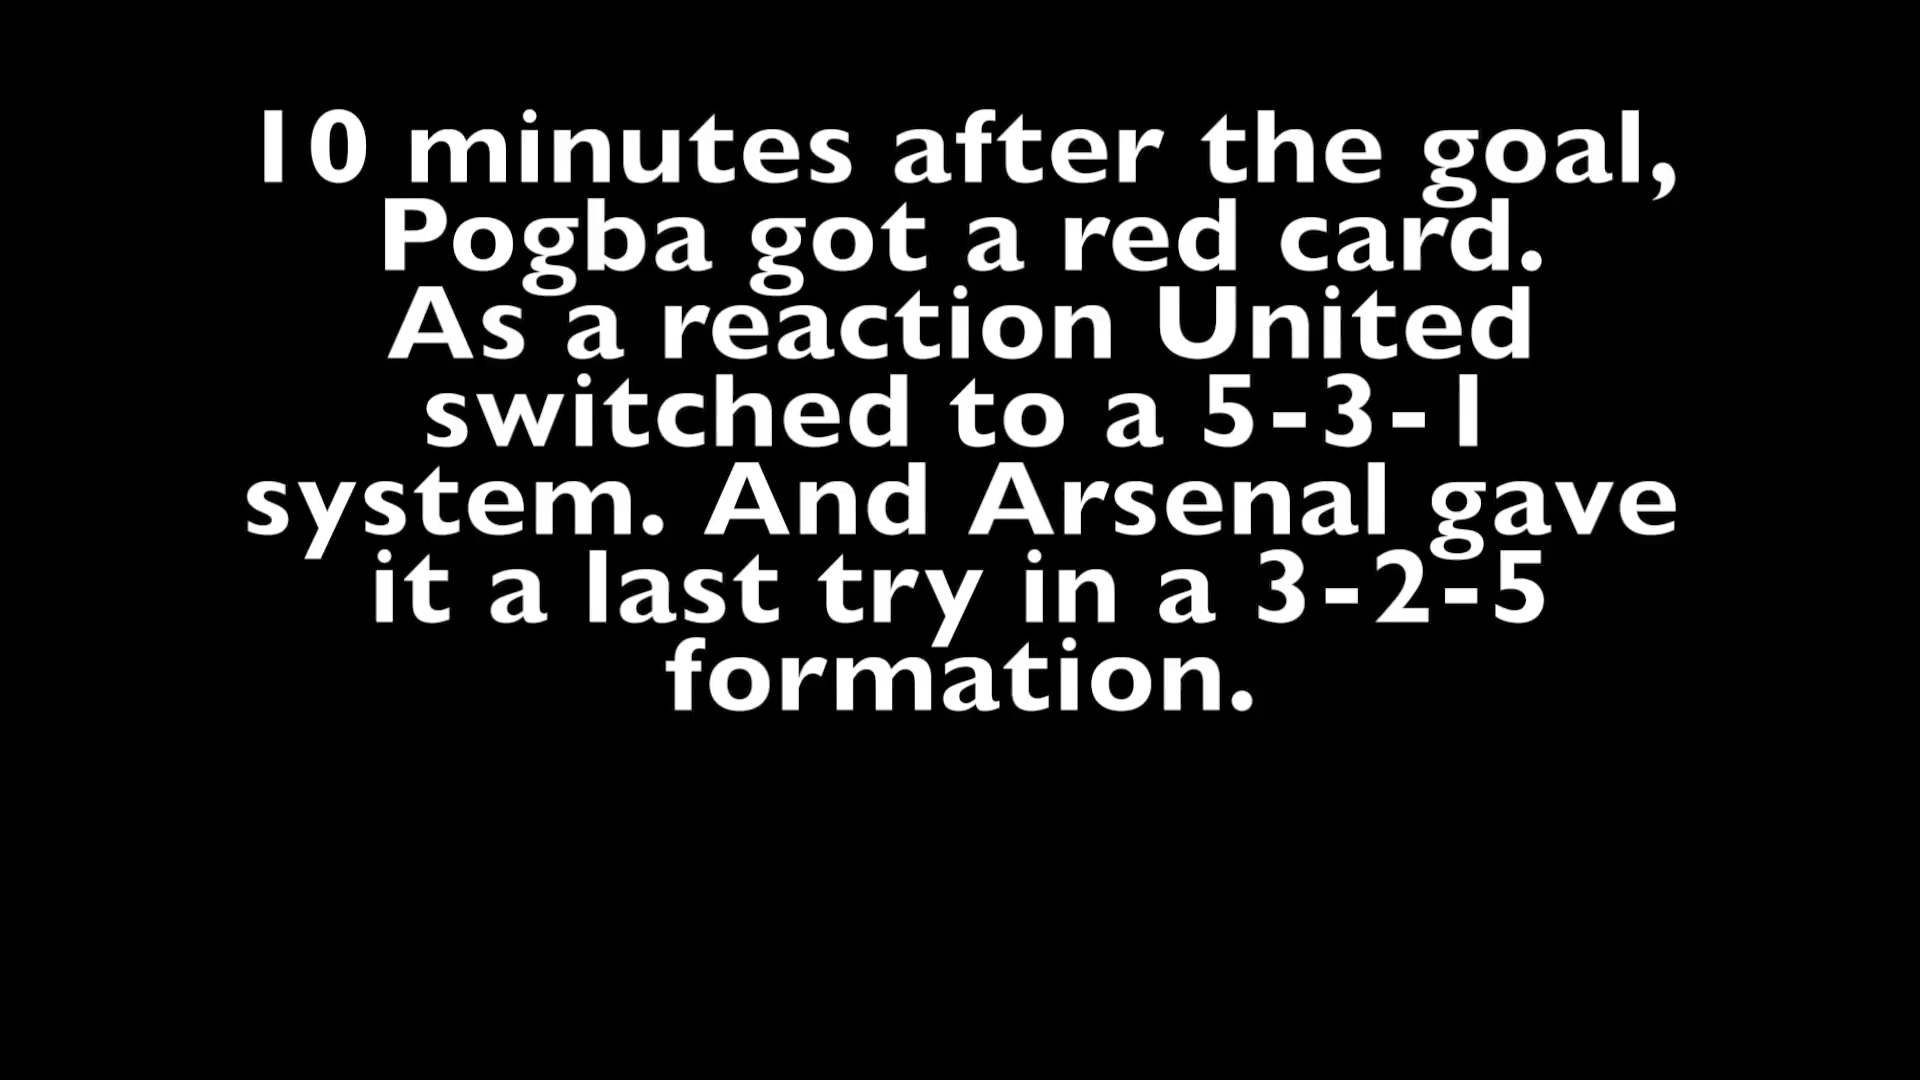 10 minutes after the goal,
Pogba got a red card.
As a reaction United
switched to a 5-3-1
system. And Arsenal gave
it a last try in a 3-2-5
formation.